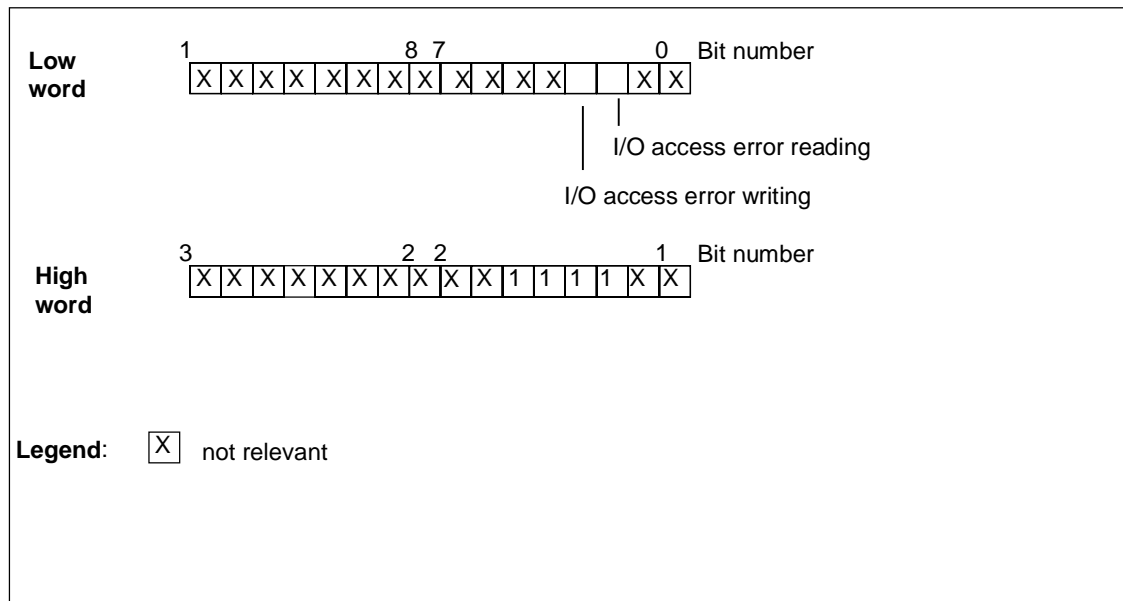 1 8 7 0 Bit number
Low word
X X X X X X X X X X X X X X
I/O access error reading
I/O access error writing
3 2 2 1 Bit number
High word
X X X X X X X X X X 1 1 1 1 X X
Legend: X not relevant